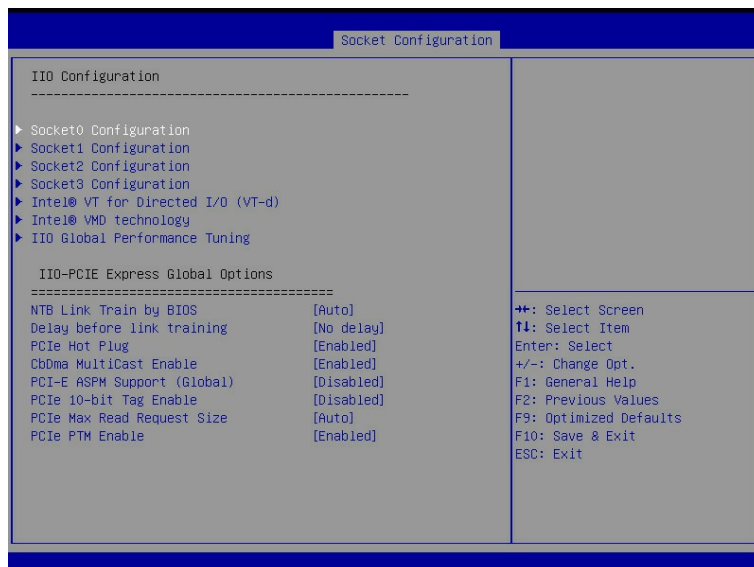 Socket Configuration
IIO Configuration
--------------------------------------------------
Socket0 Configuration
Socket1 Configuration
Socket2 Configuration
Socket3 Configuration
Intel® VT for Directed I/O (VT-d)
Intel® VMD technology
IIO Global Performance Tuning
IIO-PCIE Express Global Options
========================================
NTB Link Train by BIOS [Auto]
Delay before link training [No delay]
PCIe Hot Plug [Enabled]
CbDma MultiCast Enable [Enabled]
PCI-E ASPM Support (Global) [Disabled]
PCIe 10-bit Tag Enable [Disabled]
PCIe Max Read Request Size [Auto]
PCIe PTM Enable [Enabled]
→←: Select Screen
↑↓: Select Item
Enter: Select
+/-: Change Opt.
F1: General Help
F2: Previous Values
F9: Optimized Defaults
F10: Save & Exit
ESC: Exit